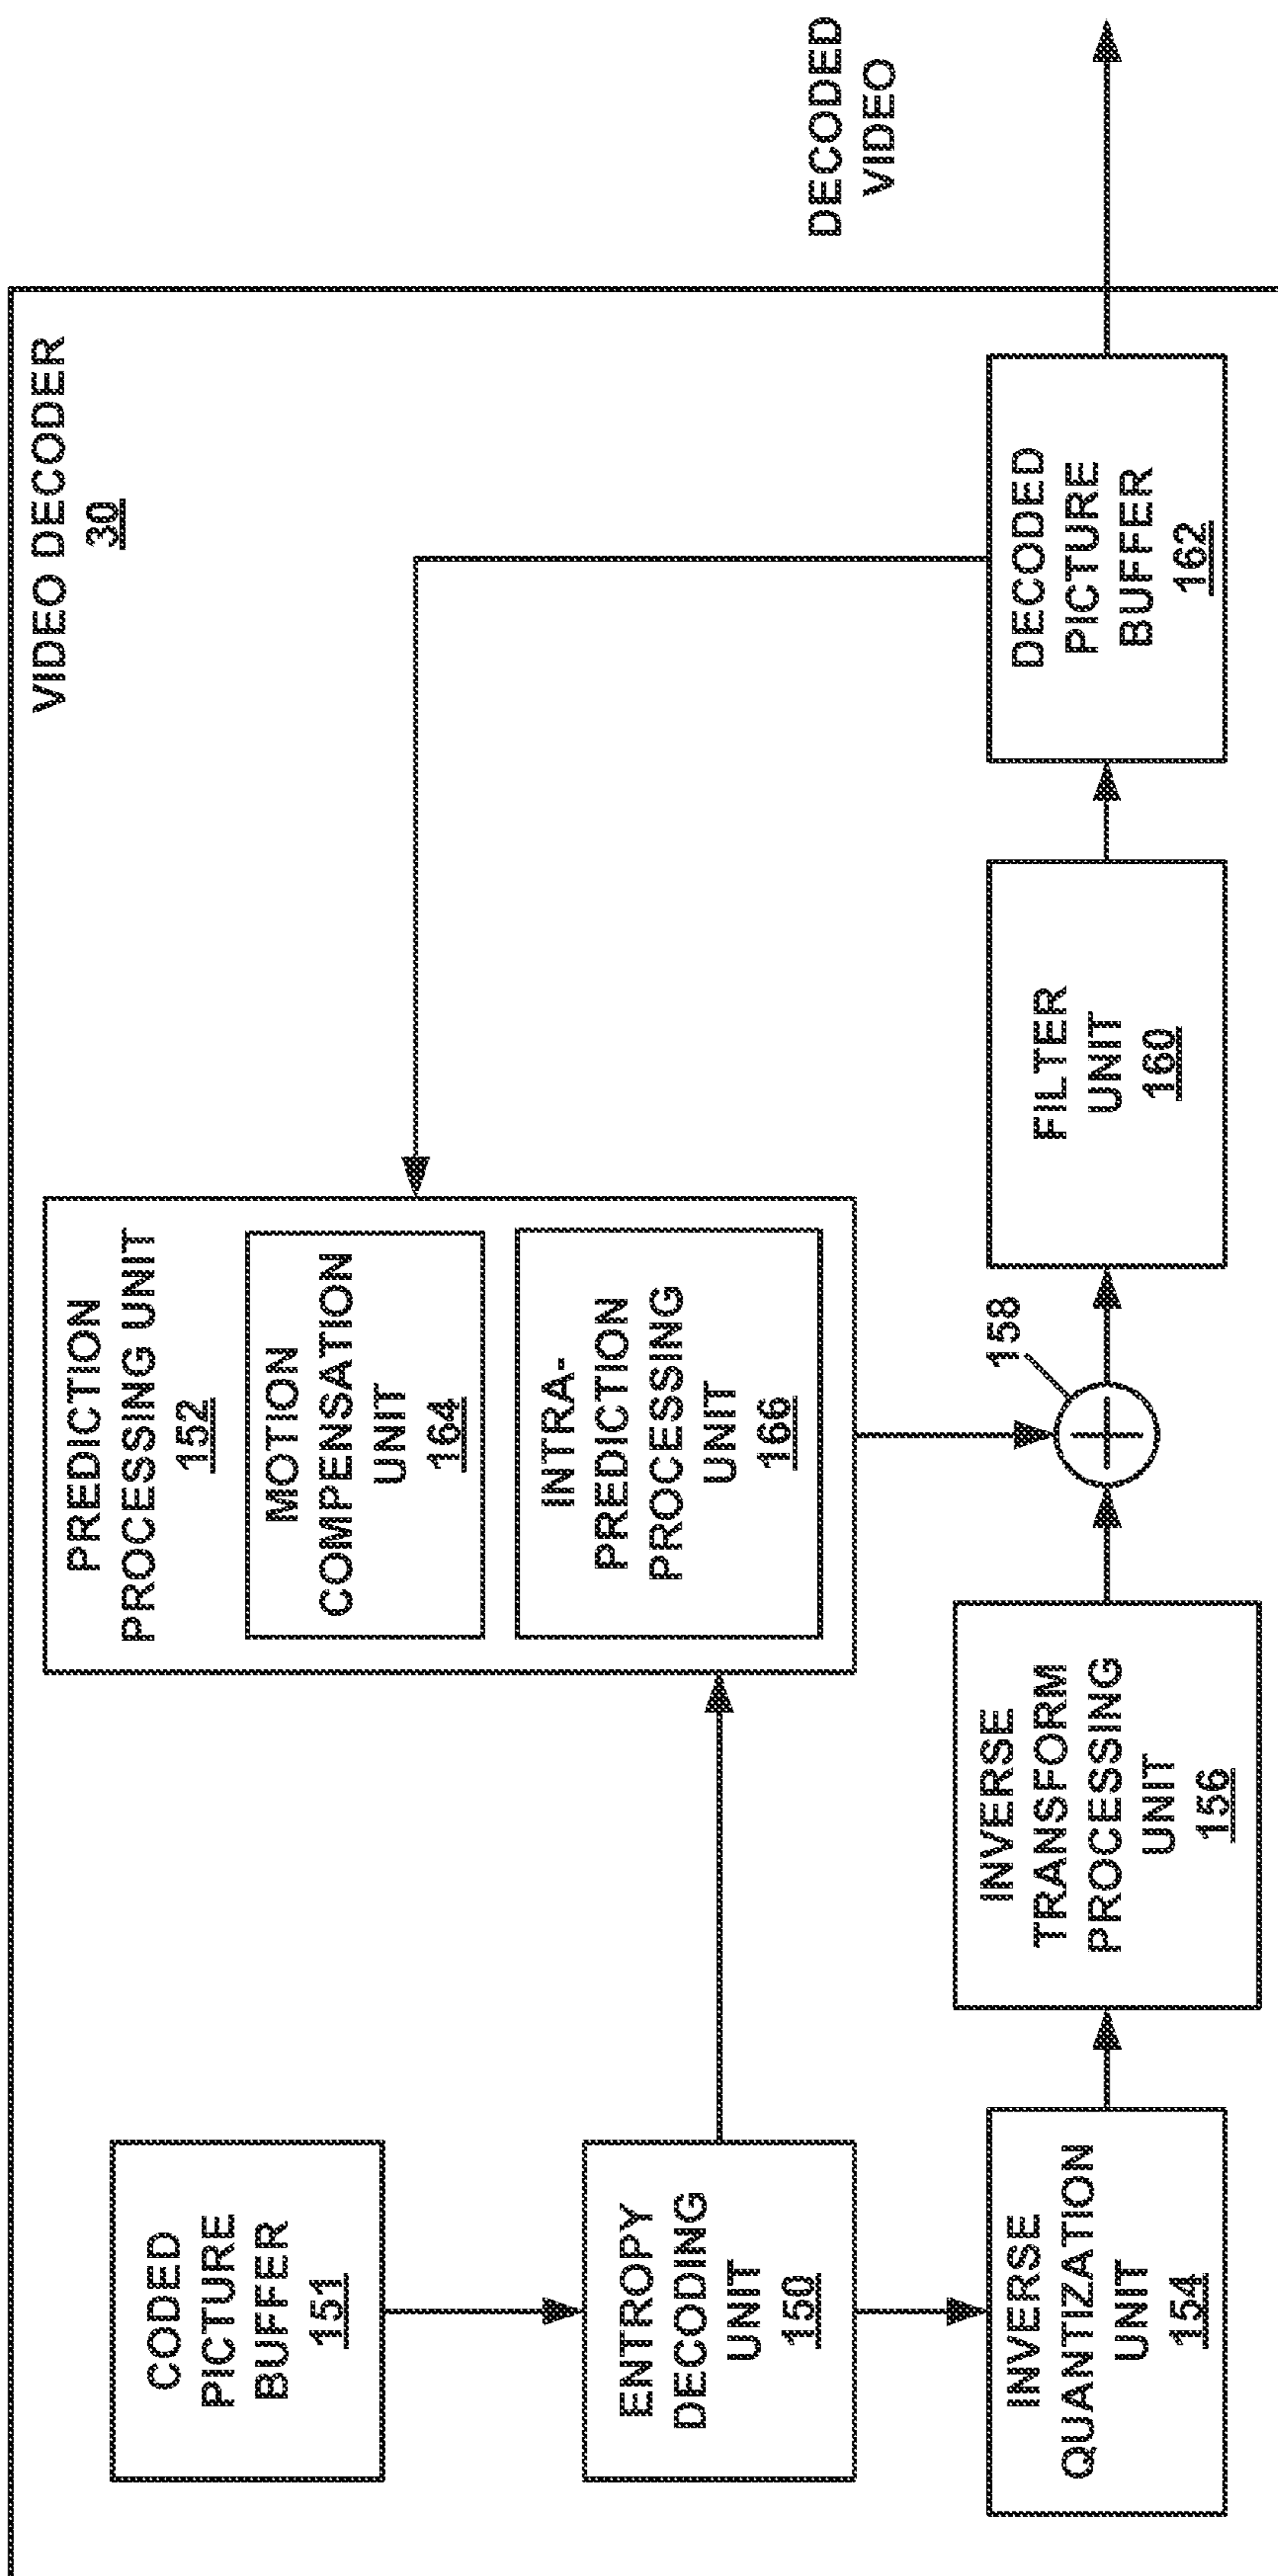 VIDEO DECODER
30
CODED
PICTURE
BUFFER
151
PREDICTION
PROCESSING UNIT
152
MOTION
COMPENSATION
UNIT
164
INTRA-
PREDICTION
PROCESSING
UNIT
166
ENTROPY
DECODING
UNIT
150
INVERSE
QUANTIZATION
UNIT
154
INVERSE
TRANSFORM
PROCESSING
UNIT
156
158
FILTER
UNIT
160
DECODED
PICTURE
BUFFER
162
DECODED
VIDEO